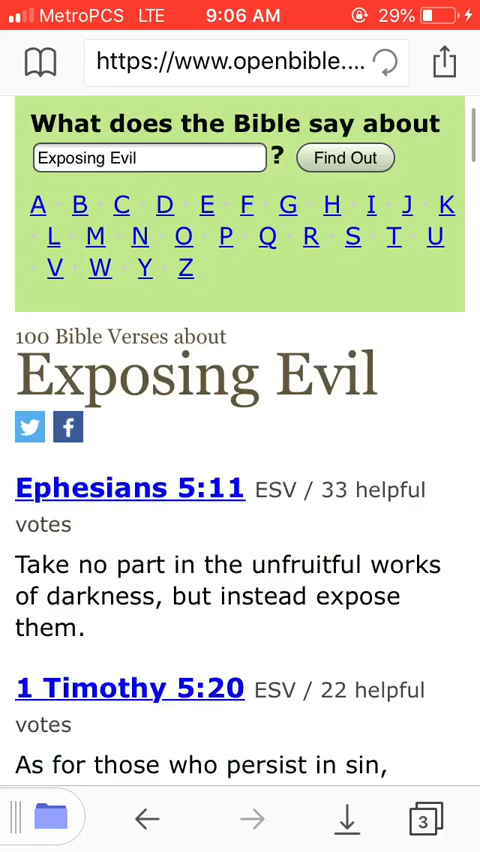 MetroPCS LTE 9:06 AM 29%
https://www.openbible....
What does the Bible say about
Exposing Evil ? Find Out
A · B · C · D · E · F · G · H · I · J · K
· L · M · N · O · P · Q · R · S · T · U
· V · W · Y · Z
100 Bible Verses about
Exposing Evil
Ephesians 5:11 ESV / 33 helpful
votes
Take no part in the unfruitful works
of darkness, but instead expose
them.
1 Timothy 5:20 ESV / 22 helpful
votes
As for those who persist in sin,
3